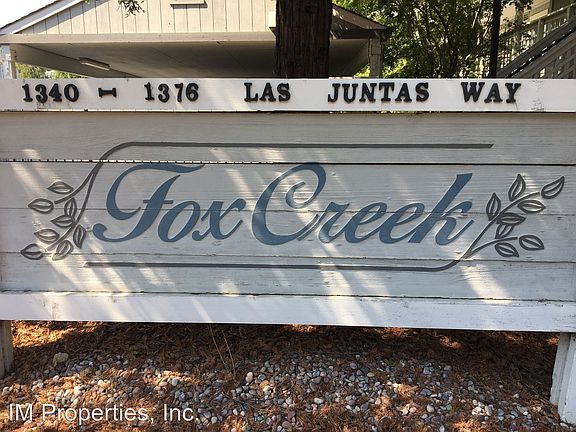 1340 - 1376 LAS JUNTAS WAY
Fox Creek
IM Properties, Inc